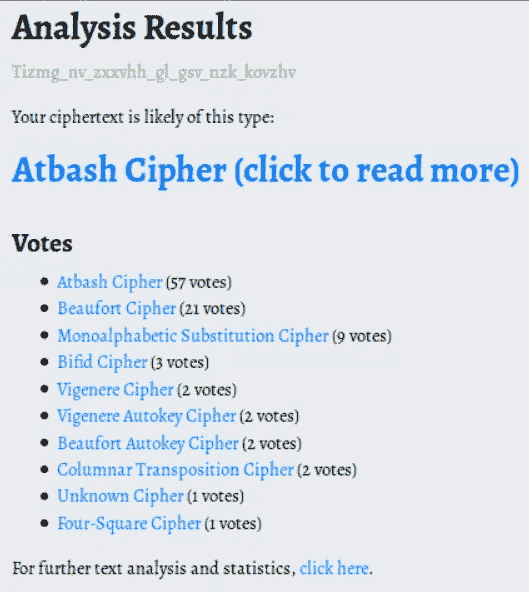 Analysis Results
Tizmg_nv_zxxvhh_gl_gsv_nzk_kovzhv
Your ciphertext is likely of this type:
Atbash Cipher (click to read more)
Votes
Atbash Cipher (57 votes)
Beaufort Cipher (21 votes)
Monoalphabetic Substitution Cipher (9 votes)
Bifid Cipher (3 votes)
Vigenere Cipher (2 votes)
Vigenere Autokey Cipher (2 votes)
Beaufort Autokey Cipher (2 votes)
Columnar Transposition Cipher (2 votes)
Unknown Cipher (1 votes)
Four-Square Cipher (1 votes)
For further text analysis and statistics, click here.